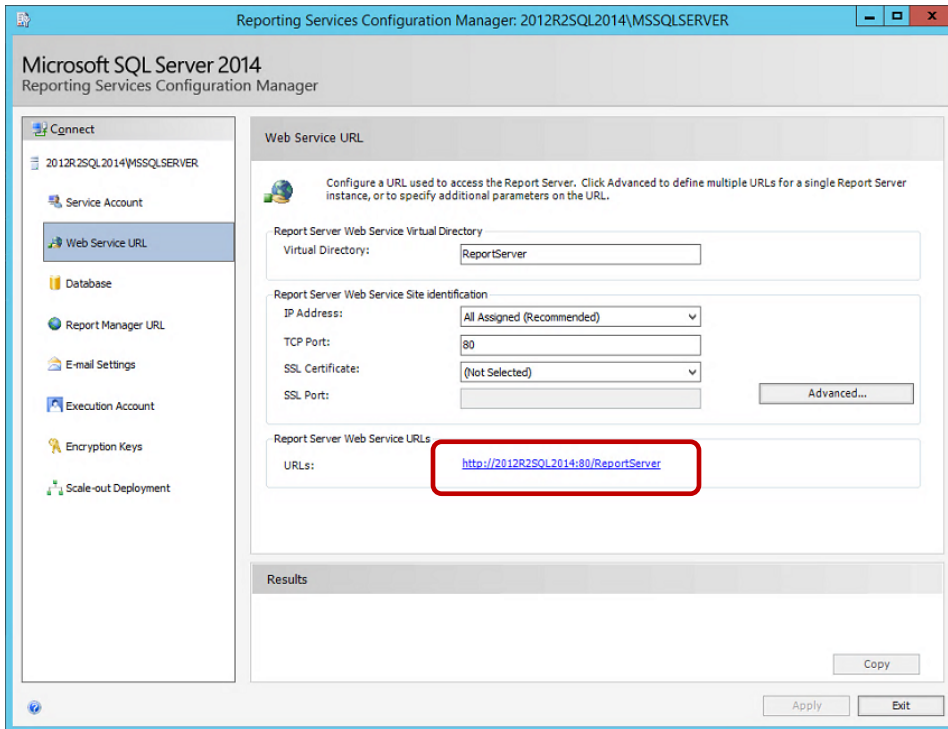 Reporting Services Configuration Manager: 2012R2SQL2014\MSSQLSERVER
Microsoft SQL Server 2014
Reporting Services Configuration Manager
Connect
2012R2SQL2014\MSSQLSERVER
Service Account
Web Service URL
Database
Report Manager URL
E-mail Settings
Execution Account
Encryption Keys
Scale-out Deployment
Web Service URL
Configure a URL used to access the Report Server. Click Advanced to define multiple URLs for a single Report Server
instance, or to specify additional parameters on the URL.
Report Server Web Service Virtual Directory
Virtual Directory:
ReportServer
Report Server Web Service Site identification
IP Address:
All Assigned (Recommended)
TCP Port:
80
SSL Certificate:
(Not Selected)
SSL Port:
Advanced...
Report Server Web Service URLs
URLs:
http://2012R2SQL2014:80/ReportServer
Results
Copy
Apply
Exit